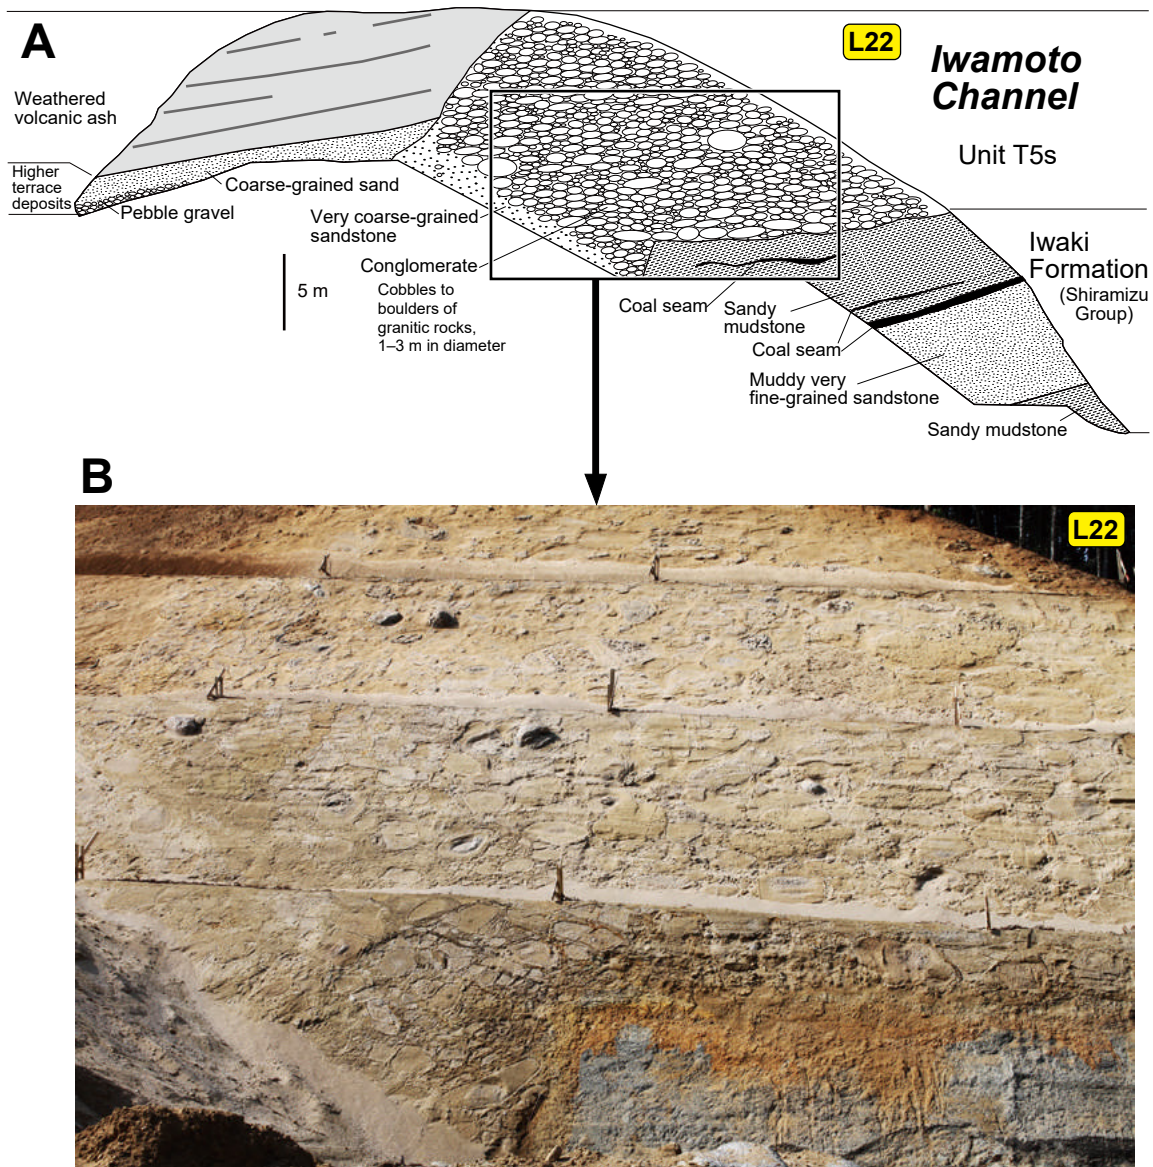 A
L22
Iwamoto
Channel
Unit T5s
Weathered
volcanic ash
Higher
terrace
deposits
Coarse-grained sand
Pebble gravel
Very coarse-grained
sandstone
Conglomerate
Cobbles to
boulders of
granitic rocks,
1–3 m in diameter
5 m
Iwaki
Formation
(Shiramizu
Group)
Coal seam
Sandy
mudstone
Coal seam
Muddy very
fine-grained sandstone
Sandy mudstone
B
L22